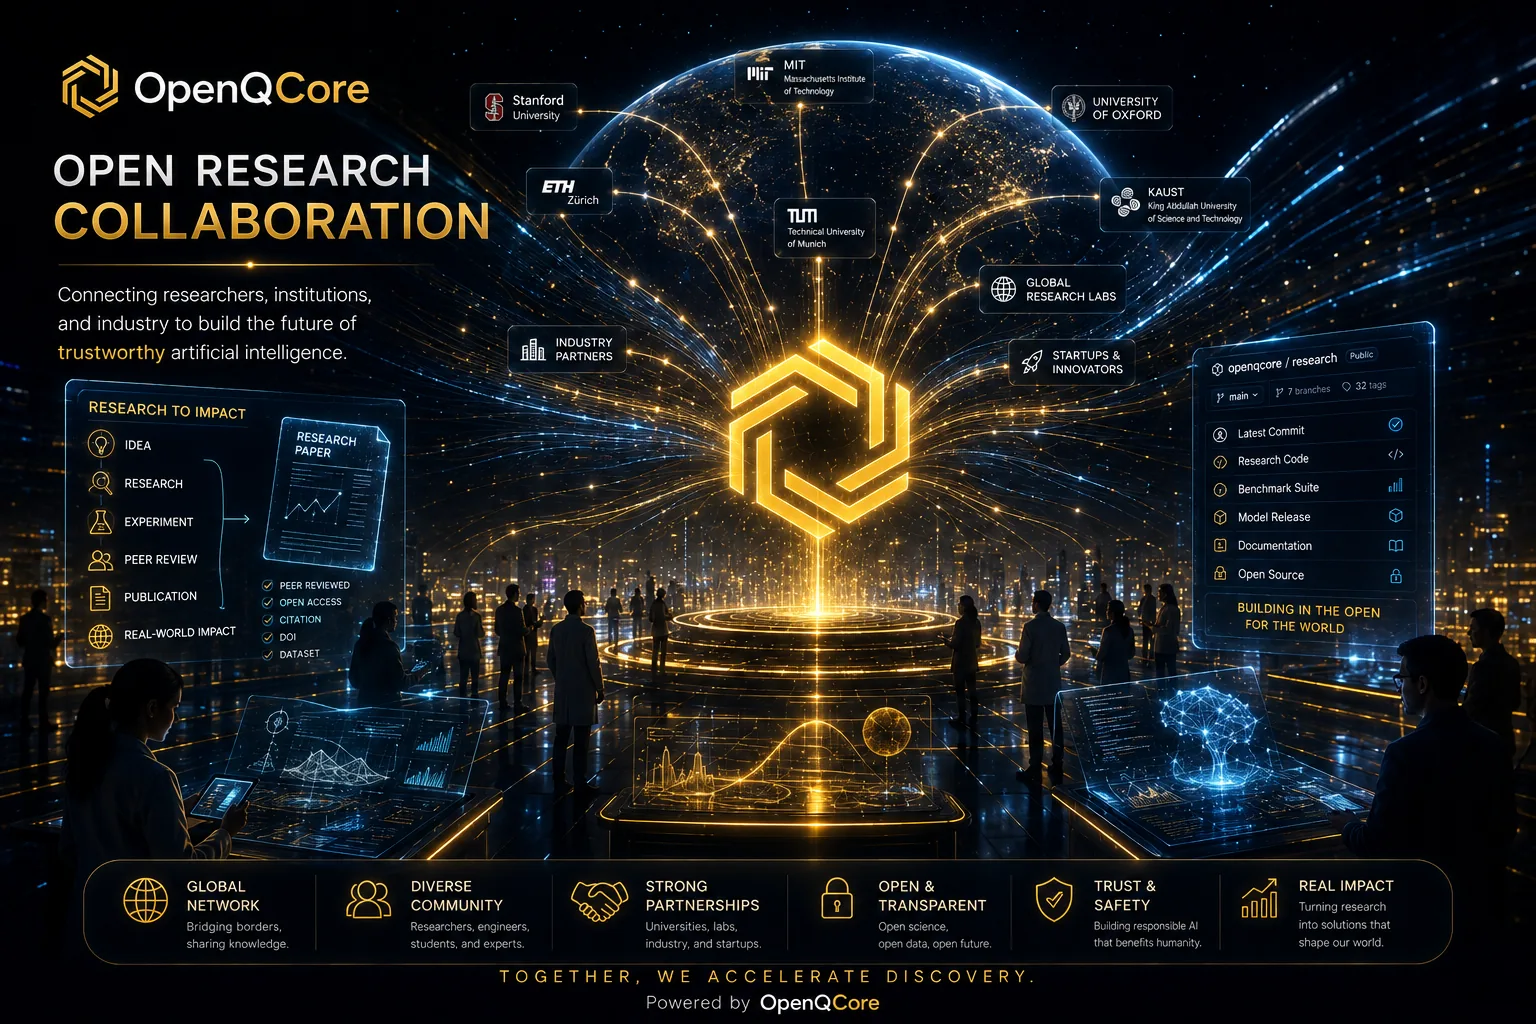 OpenQCore
OPEN RESEARCH
COLLABORATION
Connecting researchers, institutions,
and industry to build the future of
trustworthy artificial intelligence.
Stanford
University
MIT
Massachusetts Institute
of Technology
UNIVERSITY
OF OXFORD
ETH
Zürich
TUM
Technical University
of Munich
KAUST
King Abdullah University
of Science and Technology
GLOBAL
RESEARCH LABS
INDUSTRY
PARTNERS
STARTUPS &
INNOVATORS
RESEARCH TO IMPACT
IDEA
RESEARCH
EXPERIMENT
PEER REVIEW
PUBLICATION
REAL-WORLD IMPACT
RESEARCH
PAPER
PEER REVIEWED
OPEN ACCESS
CITATION
DOI
DATASET
openqcore / research Public
main 7 branches 32 tags
Latest Commit
Research Code
Benchmark Suite
Model Release
Documentation
Open Source
BUILDING IN THE OPEN
FOR THE WORLD
GLOBAL
NETWORK
Bridging borders,
sharing knowledge.
DIVERSE
COMMUNITY
Researchers, engineers,
students, and experts.
STRONG
PARTNERSHIPS
Universities, labs,
industry, and startups.
OPEN &
TRANSPARENT
Open science,
open data, open future.
TRUST &
SAFETY
Building responsible AI
that benefits humanity.
REAL IMPACT
Turning research
into solutions that
shape our world.
TOGETHER, WE ACCELERATE DISCOVERY.
Powered by OpenQCore